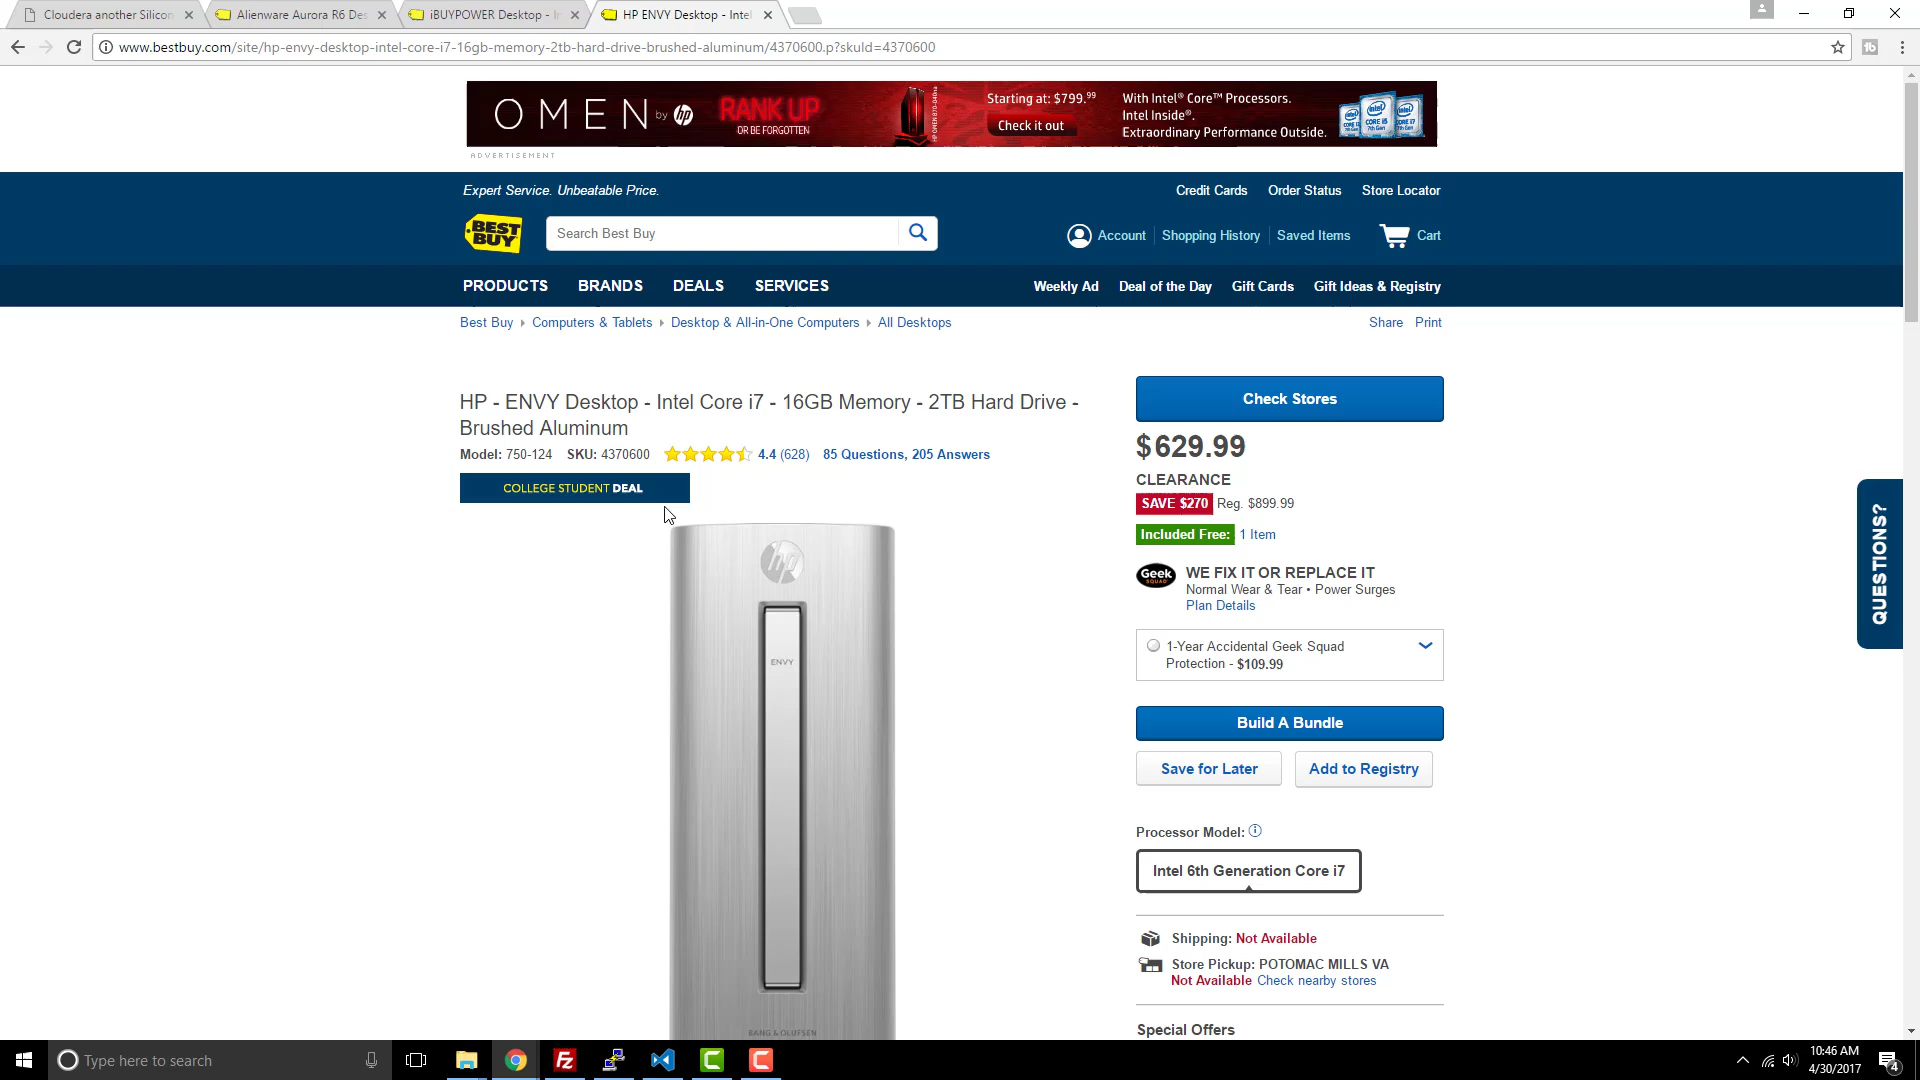 Cloudera another Silicon
Alienware Aurora R6 Des
iBUYPOWER Desktop - In
HP ENVY Desktop - Intel
www.bestbuy.com/site/hp-envy-desktop-intel-core-i7-16gb-memory-2tb-hard-drive-brushed-aluminum/4370600.p?skuId=4370600
OMEN by hp
RANK UP
OR BE FORGOTTEN
Starting at: $799.99
Check it out
With Intel® Core™ Processors.
Intel Inside®.
Extraordinary Performance Outside.
ADVERTISEMENT
Expert Service. Unbeatable Price.
Credit Cards Order Status Store Locator
BEST BUY
Search Best Buy
Account Shopping History Saved Items Cart
PRODUCTS BRANDS DEALS SERVICES
Weekly Ad Deal of the Day Gift Cards Gift Ideas & Registry
Best Buy Computers & Tablets Desktop & All-in-One Computers All Desktops
Share Print
HP - ENVY Desktop - Intel Core i7 - 16GB Memory - 2TB Hard Drive -
Brushed Aluminum
Model: 750-124 SKU: 4370600 4.4 (628) 85 Questions, 205 Answers
COLLEGE STUDENT DEAL
hp
ENVY
BANG & OLUFSEN
Check Stores
$629.99
CLEARANCE
SAVE $270 Reg. $899.99
Included Free: 1 Item
Geek SQUAD
WE FIX IT OR REPLACE IT
Normal Wear & Tear • Power Surges
Plan Details
1-Year Accidental Geek Squad
Protection - $109.99
Build A Bundle
Save for Later Add to Registry
Processor Model:
Intel 6th Generation Core i7
Shipping: Not Available
Store Pickup: POTOMAC MILLS VA
Not Available Check nearby stores
Special Offers
QUESTIONS?
Type here to search
10:46 AM
4/30/2017
4